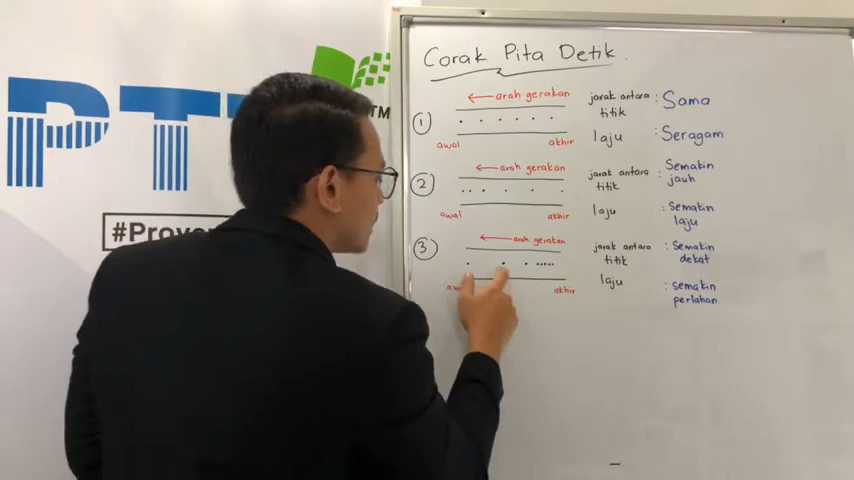 PT
TM
#Prove
Corak Pita Detik
1
← arah gerakan
awal
akhir
jarak antara titik : Sama
laju : Seragam
2
← arah gerakan
awal
akhir
jarak antara titik : Semakin jauh
laju : Semakin laju
3
← arah gerakan
akhir
jarak antara titik : Semakin dekat
laju : Semakin perlahan